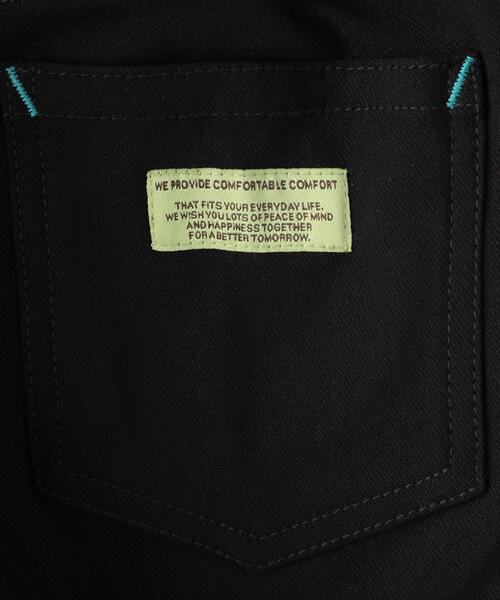 WE PROVIDE COMFORTABLE COMFORT
THAT FITS YOUR EVERYDAY LIFE.
WE WISH YOU LOTS OF PEACE OF MIND
AND HAPPINESS TOGETHER
FOR A BETTER TOMORROW.